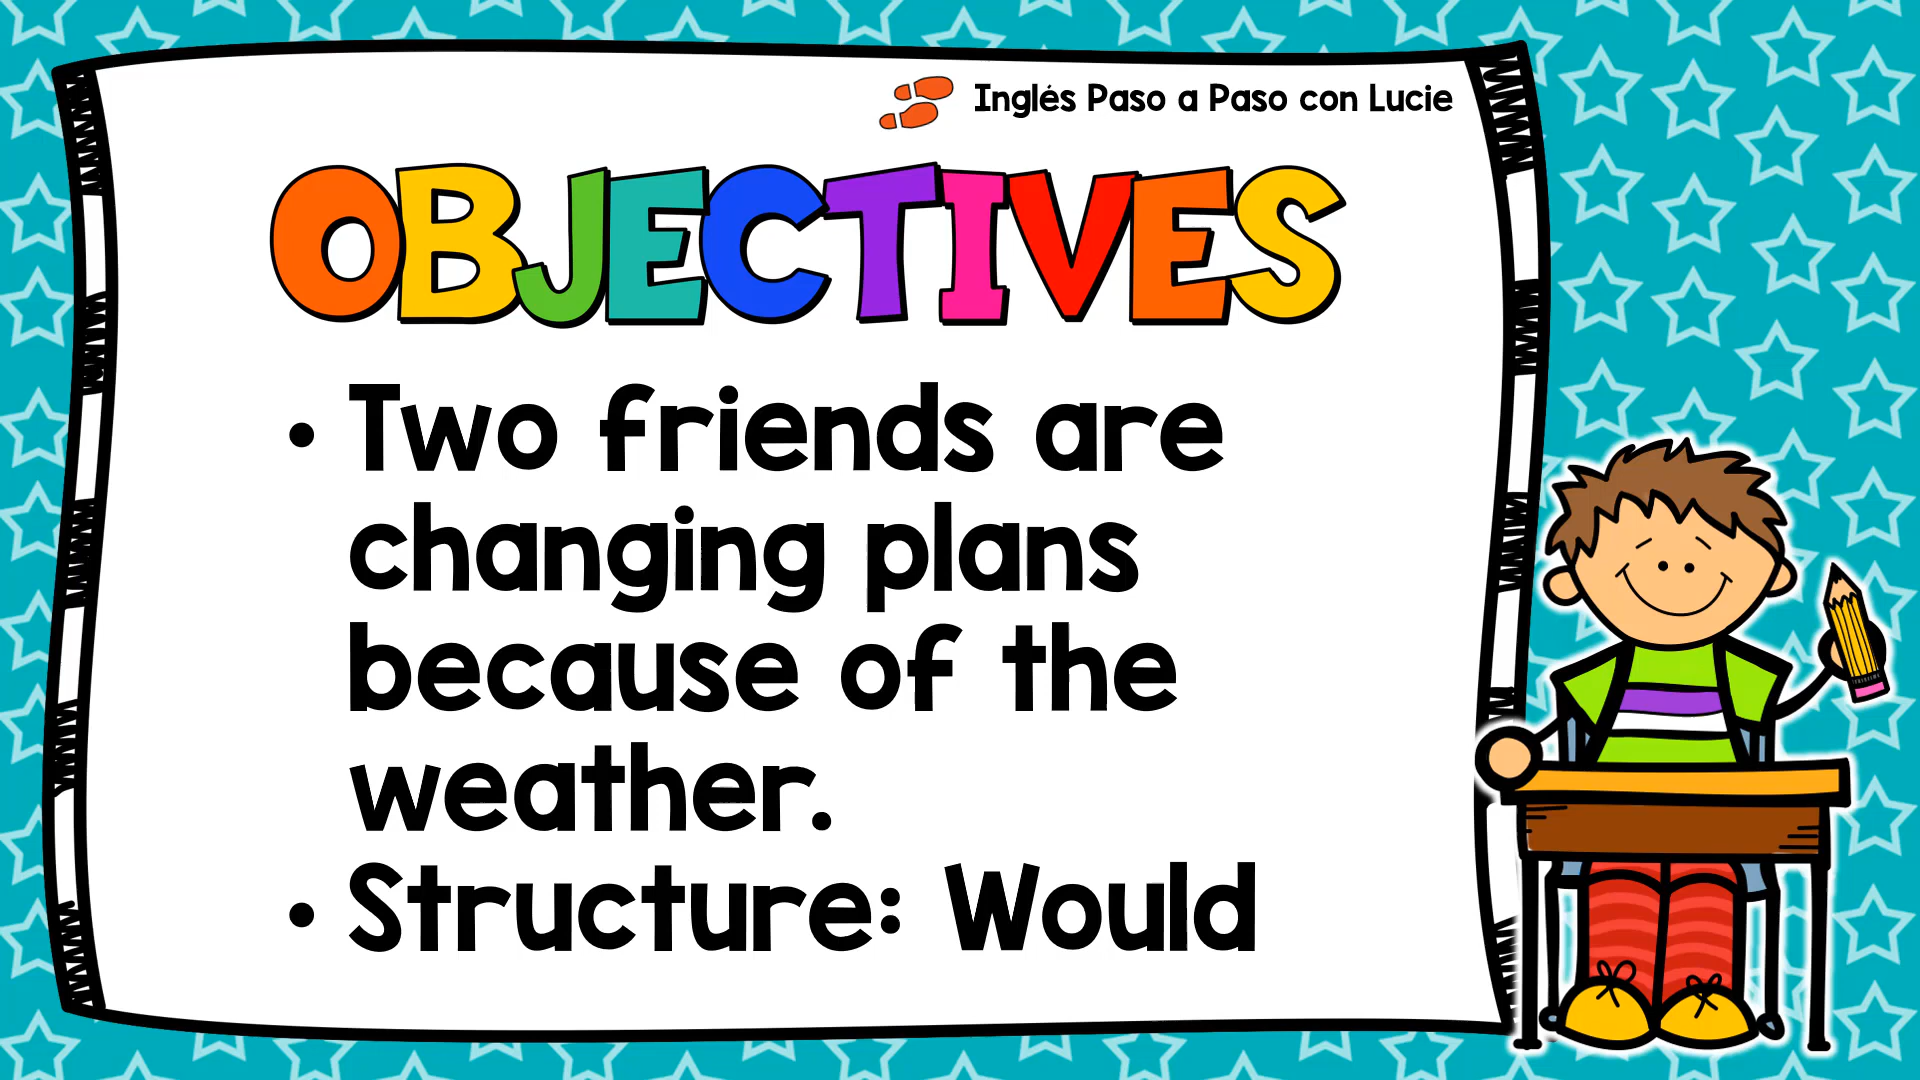 Inglés Paso a Paso con Lucie
OBJECTIVES
• Two friends are
changing plans
because of the
weather.
• Structure: Would